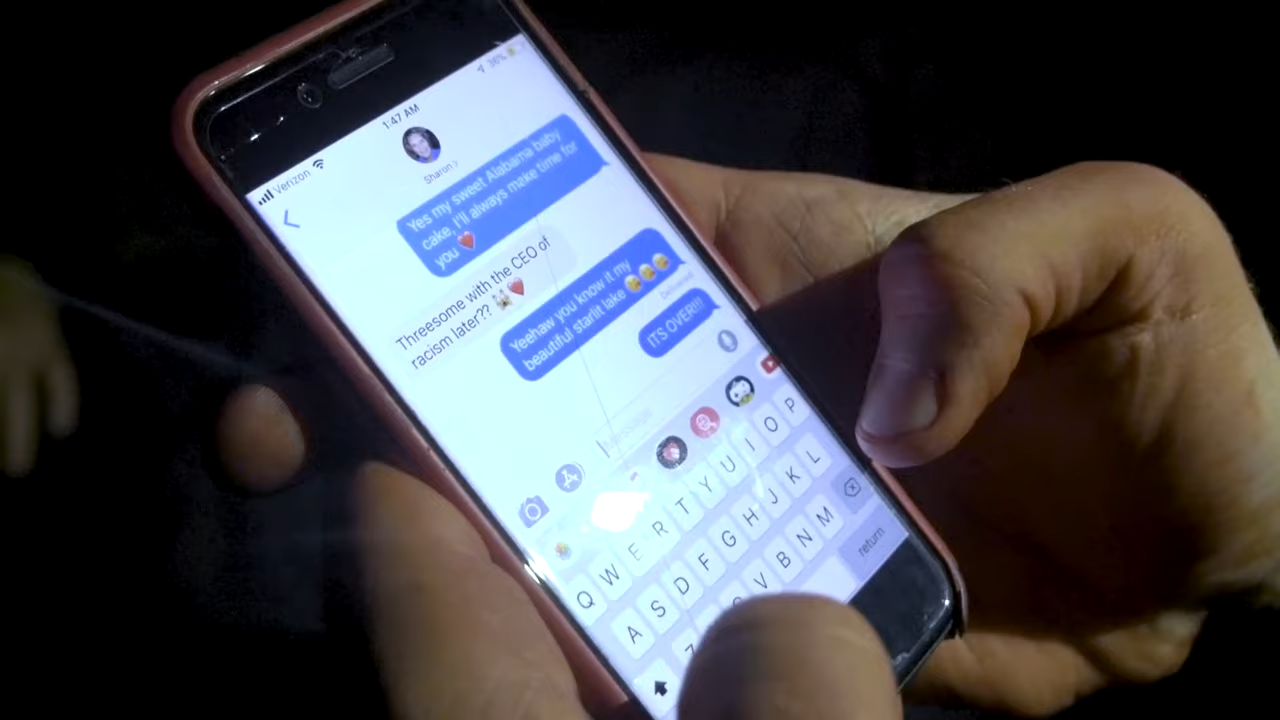 38%
1:47 AM
Verizon
Sharon
Yes my sweet Alabama baby
cake, I'll always make time for
you ❤️
Threesome with the CEO of
racism later?? ❤️
Yeehaw you know it my
beautiful starlit lake
Delivered
ITS OVER!!!
Q W E R T Y U I O P
A S D F G H J K L
Z V B N M
return